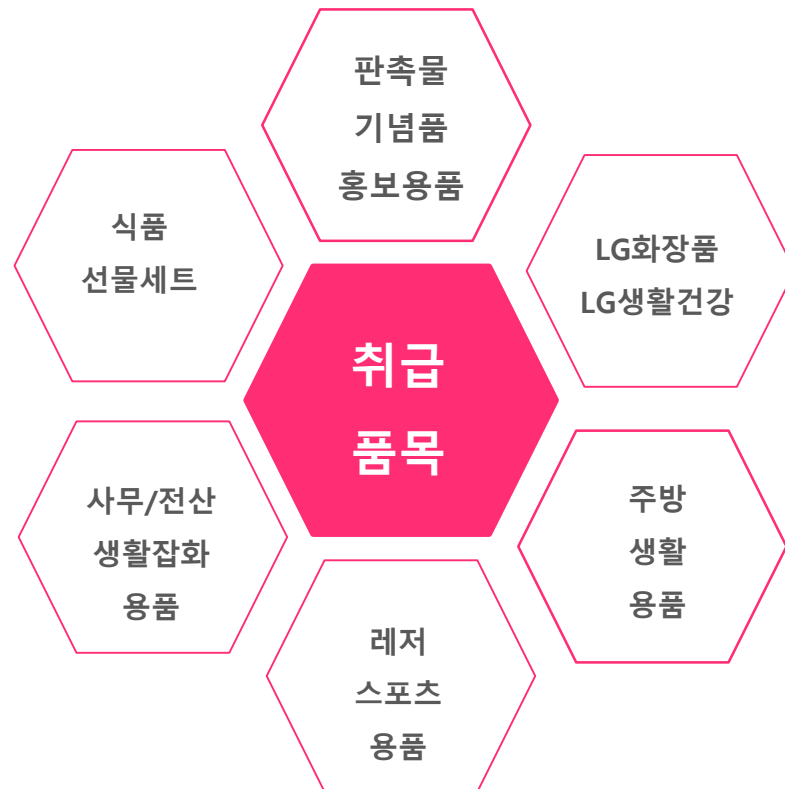 판촉물
기념품
홍보용품
식품
선물세트
LG화장품
LG생활건강
취급
품목
사무/전산
생활잡화
용품
주방
생활
용품
레저
스포츠
용품